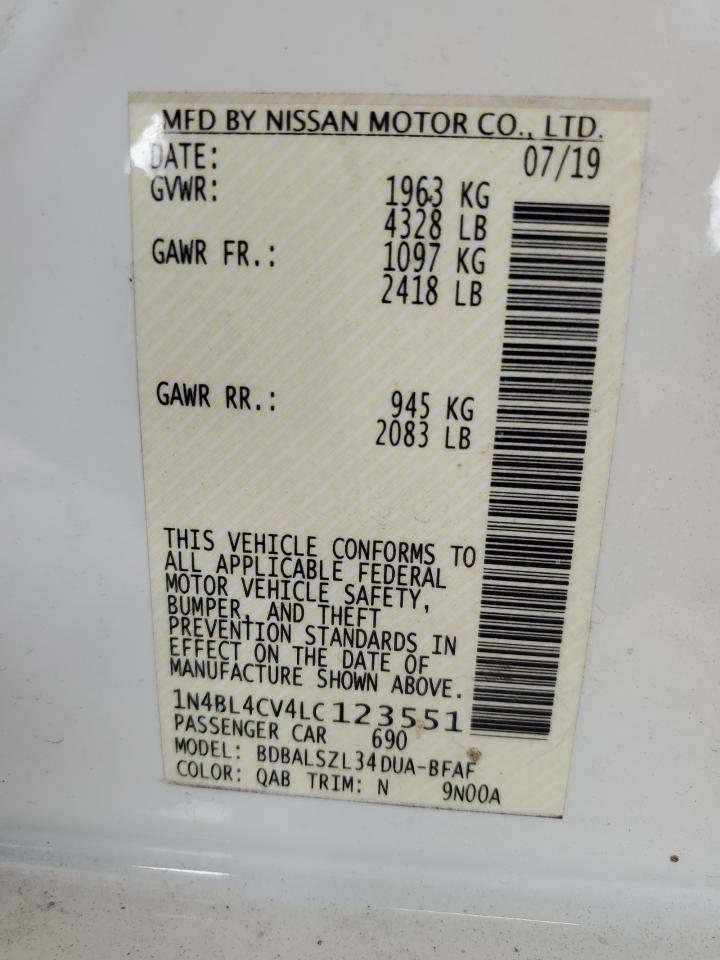 MFD BY NISSAN MOTOR CO., LTD.
DATE: 07/19
GVWR: 1963 KG
4328 LB
GAWR FR.: 1097 KG
2418 LB
GAWR RR.: 945 KG
2083 LB
THIS VEHICLE CONFORMS TO
ALL APPLICABLE FEDERAL
MOTOR VEHICLE SAFETY,
BUMPER, AND THEFT
PREVENTION STANDARDS IN
EFFECT ON THE DATE OF
MANUFACTURE SHOWN ABOVE.
1N4BL4CV4LC123551
PASSENGER CAR 690
MODEL: BDBALSZL34DUA-BFAF
COLOR: QAB TRIM: N 9N00A